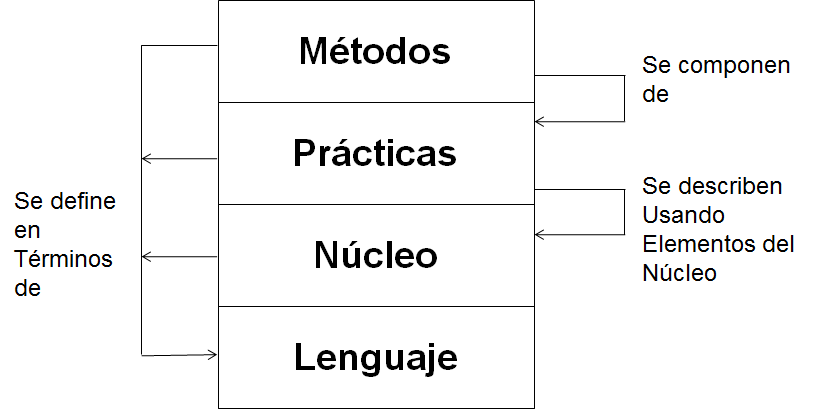 Métodos
Se componen
de
Prácticas
Se describen
Usando
Elementos del
Núcleo
Se define
en
Términos
de
Núcleo
Lenguaje